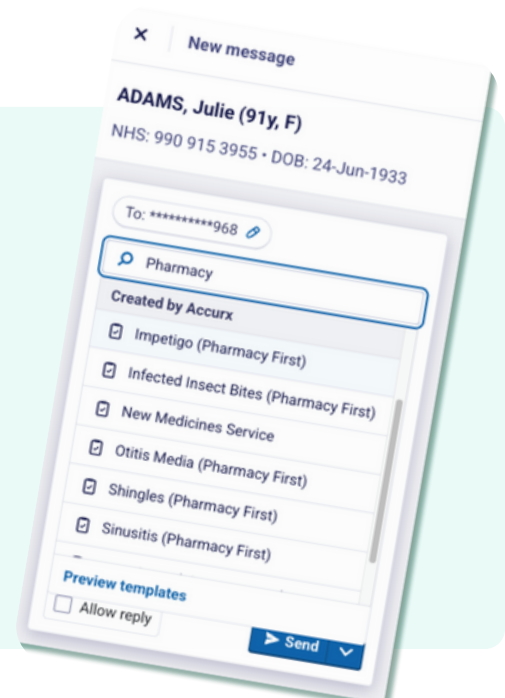 New message
ADAMS, Julie (91y, F)
NHS: 990 915 3955 • DOB: 24-Jun-1933
To: **********968
Pharmacy
Created by Accurx
Impetigo (Pharmacy First)
Infected Insect Bites (Pharmacy First)
New Medicines Service
Otitis Media (Pharmacy First)
Shingles (Pharmacy First)
Sinusitis (Pharmacy First)
Preview templates
Allow reply
Send